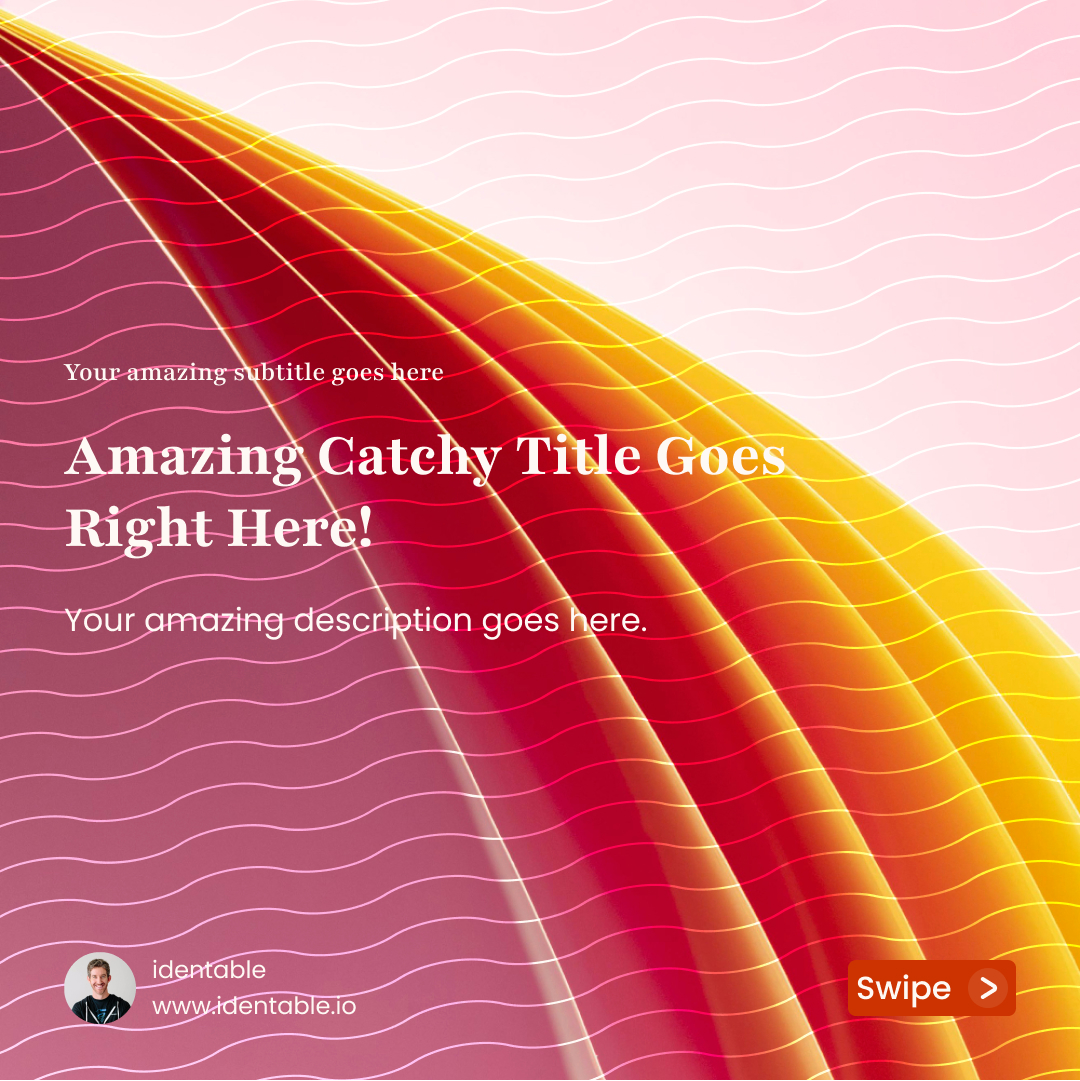 Your amazing subtitle goes here
Amazing Catchy Title Goes
Right Here!
Your amazing description goes here.
identable
www.identable.io
Swipe